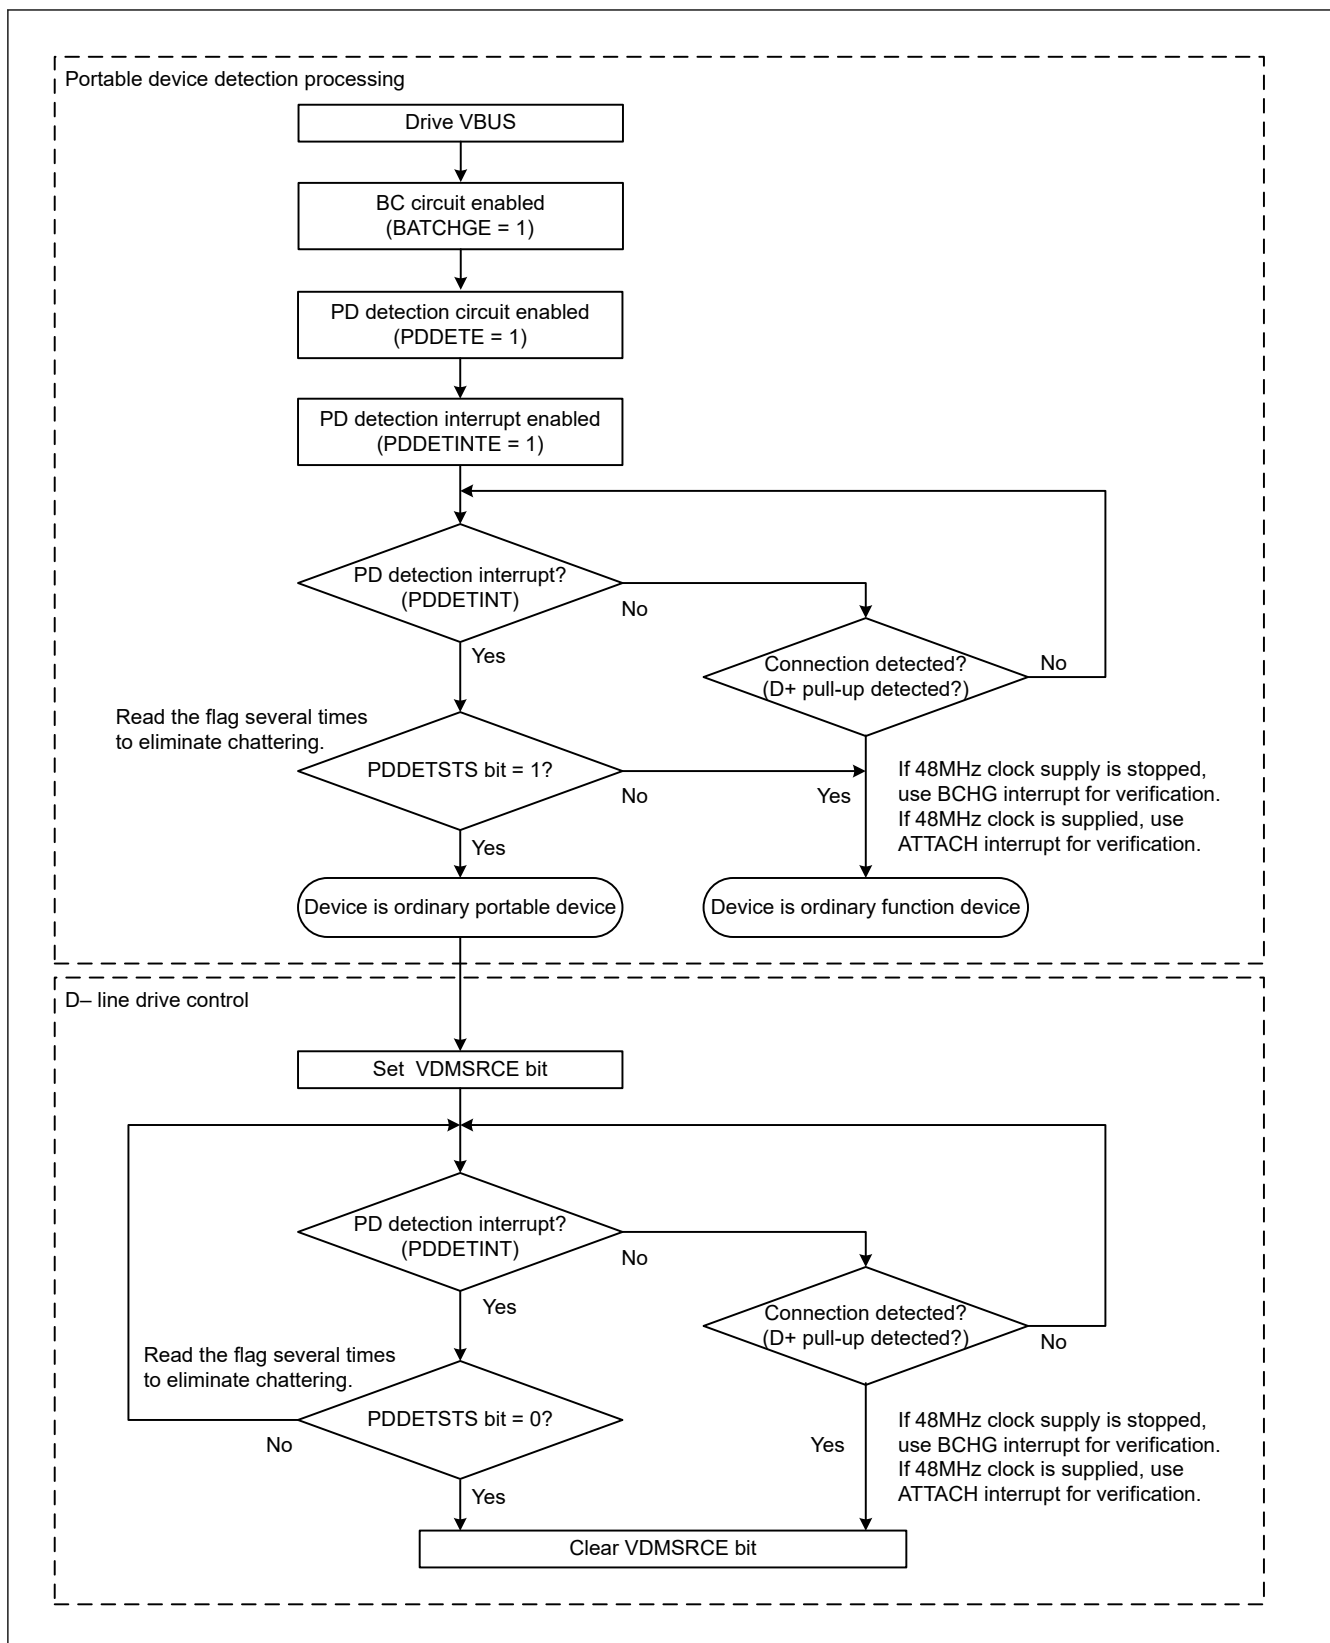 Portable device detection processing
Drive VBUS
BC circuit enabled
(BATCHGE = 1)
PD detection circuit enabled
(PDDETE = 1)
PD detection interrupt enabled
(PDDETINTE = 1)
PD detection interrupt?
(PDDETINT)
No
Yes
Connection detected?
(D+ pull-up detected?)
No
Read the flag several times
to eliminate chattering.
PDDETSTS bit = 1?
No
Yes
Yes
If 48MHz clock supply is stopped,
use BCHG interrupt for verification.
If 48MHz clock is supplied, use
ATTACH interrupt for verification.
Device is ordinary portable device
Device is ordinary function device
D– line drive control
Set  VDMSRCE bit
PD detection interrupt?
(PDDETINT)
No
Yes
Connection detected?
(D+ pull-up detected?)
No
Read the flag several times
to eliminate chattering.
PDDETSTS bit = 0?
No
Yes
Yes
If 48MHz clock supply is stopped,
use BCHG interrupt for verification.
If 48MHz clock is supplied, use
ATTACH interrupt for verification.
Clear VDMSRCE bit